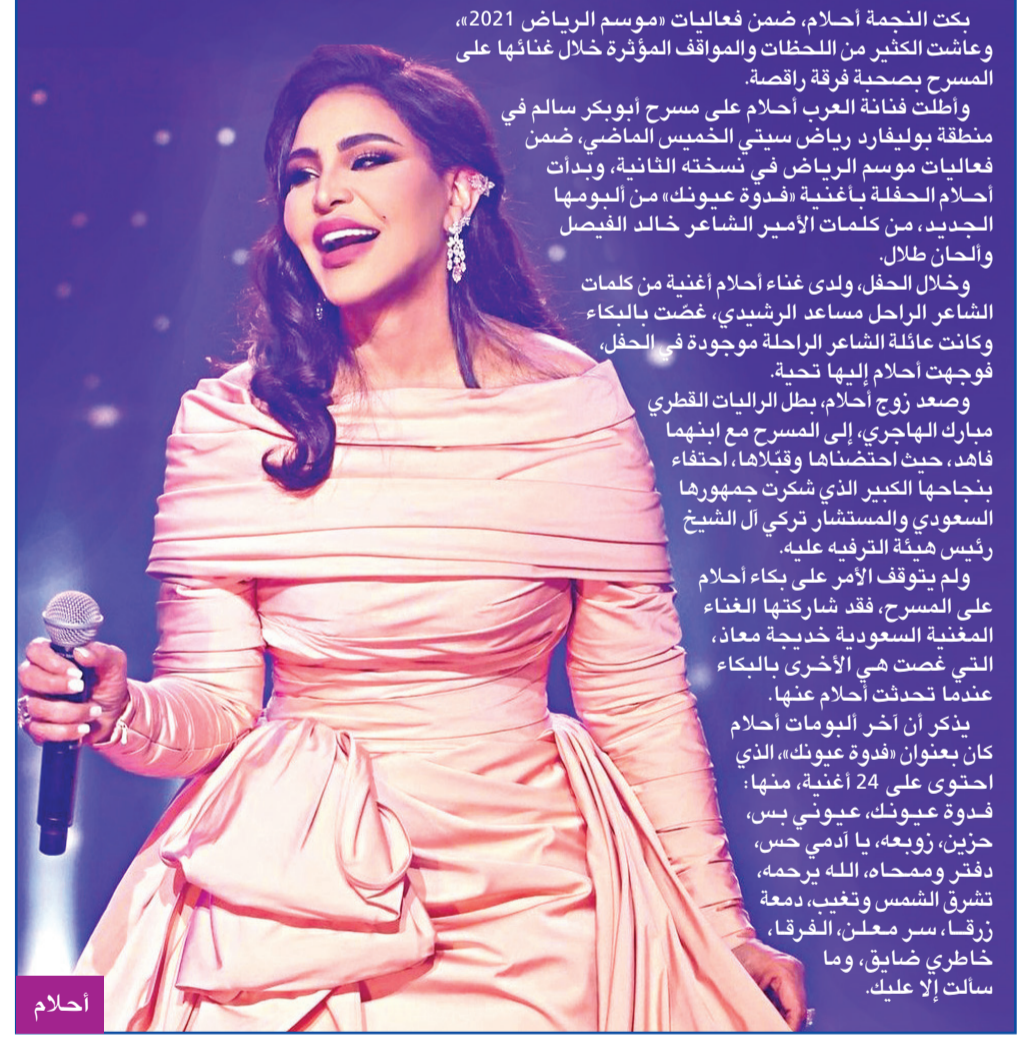 بكت النجمة أحلام، ضمن فعاليات «موسم الرياض 2021»،
وعاشت الكثير من اللحظات والمواقف المؤثرة خلال غنائها على
المسرح بصحبة فرقة راقصة.
وأطلت فنانة العرب أحلام على مسرح أبوبكر سالم في
منطقة بوليفارد رياض سيتي الخميس الماضي، ضمن
فعاليات موسم الرياض في نسخته الثانية، وبدأت
أحلام الحفلة بأغنية «فدوة عيونك» من ألبومها
الجديد، من كلمات الأمير الشاعر خالد الفيصل
وألحان طلال.
وخلال الحفل، ولدى غناء أحلام أغنية من كلمات
الشاعر الراحل مساعد الرشيدي، غصّت بالبكاء
وكانت عائلة الشاعر الراحلة موجودة في الحفل،
فوجهت أحلام إليها تحية.
وصعد زوج أحلام، بطل الراليات القطري
مبارك الهاجري، إلى المسرح مع ابنهما
فاهد، حيث احتضناها وقبّلاها، احتفاء
بنجاحها الكبير الذي شكرت جمهورها
السعودي والمستشار تركي آل الشيخ
رئيس هيئة الترفيه عليه.
ولم يتوقف الأمر على بكاء أحلام
على المسرح، فقد شاركتها الغناء
المغنية السعودية خديجة معاذ،
التي غصت هي الأخرى بالبكاء
عندما تحدثت أحلام عنها.
يذكر أن آخر ألبومات أحلام
كان بعنوان «فدوة عيونك»، الذي
احتوى على 24 أغنية، منها:
فدوة عيونك، عيوني بس،
حزين، زوبعه، يا آدمي حس،
دفتر وممحاه، الله يرحمه،
تشرق الشمس وتغيب، دمعة
زرقا، سر معلن، الفرقا،
خاطري ضايق، وما
سألت إلا عليك.
أحلام